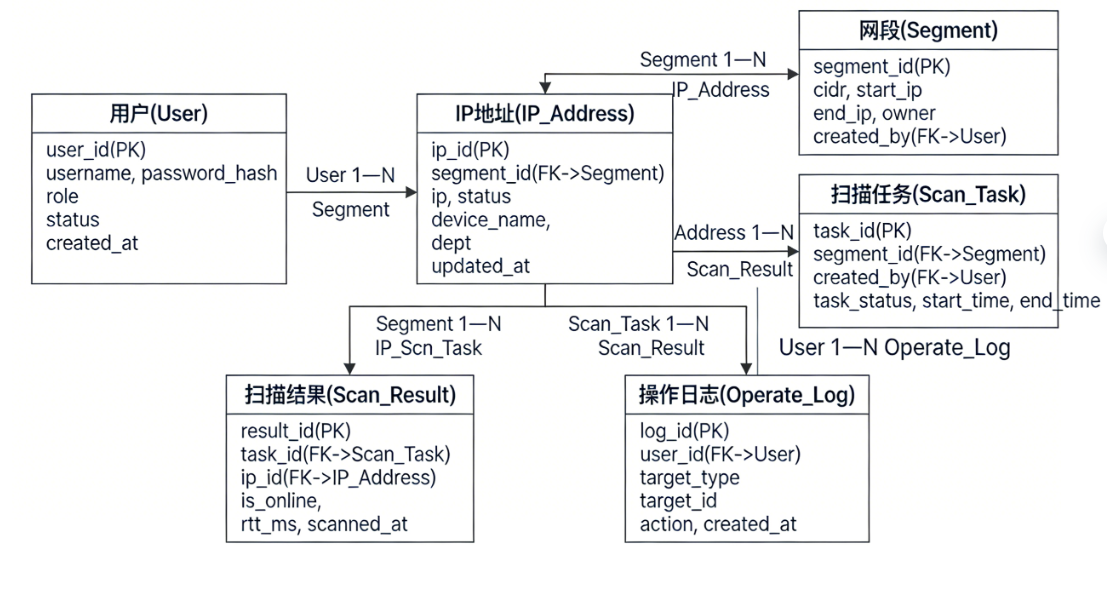 网段(Segment)
segment_id(PK)
cidr, start_ip
end_ip, owner
created_by(FK->User)
Segment 1—N
IP_Address
用户(User)
user_id(PK)
username, password_hash
role
status
created_at
User 1—N
Segment
IP地址(IP_Address)
ip_id(PK)
segment_id(FK->Segment)
ip, status
device_name,
dept
updated_at
Address 1—N
Scan_Result
扫描任务(Scan_Task)
task_id(PK)
segment_id(FK->Segment)
created_by(FK->User)
task_status, start_time, end_time
Segment 1—N
IP_Scn_Task
Scan_Task 1—N
Scan_Result
User 1—N Operate_Log
扫描结果(Scan_Result)
result_id(PK)
task_id(FK->Scan_Task)
ip_id(FK->IP_Address)
is_online,
rtt_ms, scanned_at
操作日志(Operate_Log)
log_id(PK)
user_id(FK->User)
target_type
target_id
action, created_at